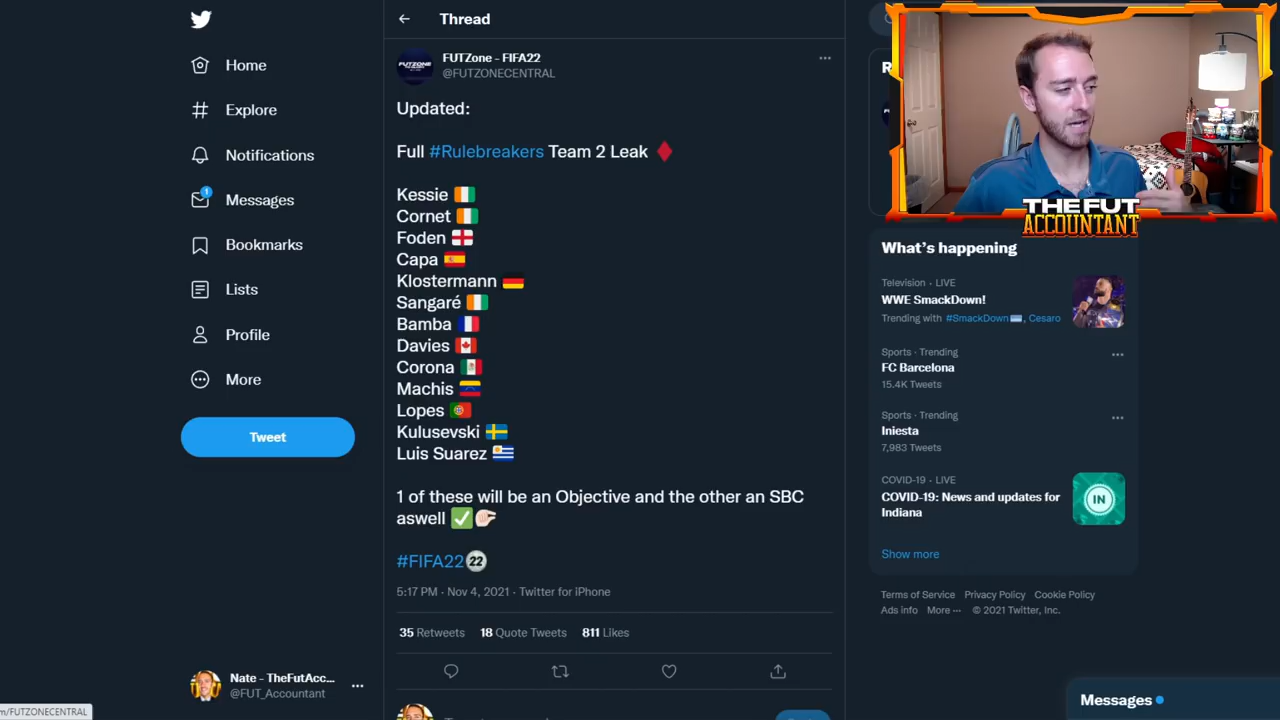 Thread
FUTZone - FIFA22
@FUTZONECENTRAL
Updated:
Full #Rulebreakers Team 2 Leak
Kessie
Cornet
Foden
Capa
Klostermann
Sangaré
Bamba
Davies
Corona
Machis
Lopes
Kulusevski
Luis Suarez
1 of these will be an Objective and the other an SBC
aswell
#FIFA22 22
5:17 PM · Nov 4, 2021 · Twitter for iPhone
35 Retweets 18 Quote Tweets 811 Likes
Home
Explore
Notifications
1
Messages
Bookmarks
Lists
Profile
More
Tweet
Nate - TheFutAcc...
@FUT_Accountant
m/FUTZONECENTRAL
THE FUT
ACCOUNTANT
What's happening
Television · LIVE
WWE SmackDown!
Trending with #SmackDown, Cesaro
Sports · Trending
FC Barcelona
15.4K Tweets
Sports · Trending
Iniesta
7,983 Tweets
COVID-19 · LIVE
COVID-19: News and updates for
Indiana
IN
Show more
Terms of Service Privacy Policy Cookie Policy
Ads info More ··· © 2021 Twitter, Inc.
Messages